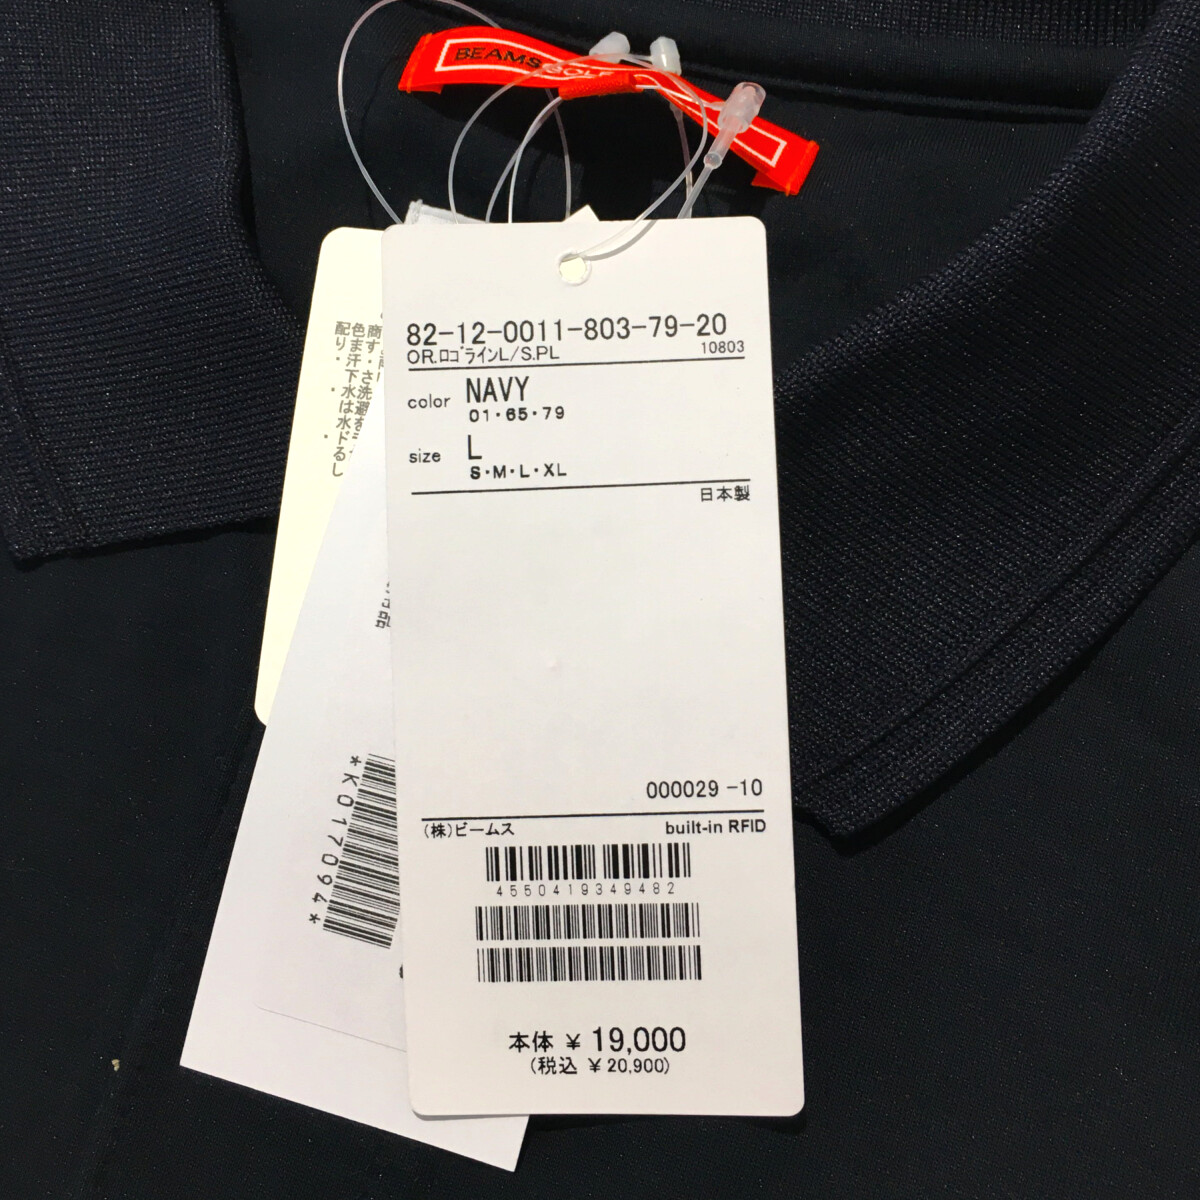 BEAMS GOLF
82-12-0011-803-79-20
OR.ﾛｺﾞﾗｲﾝL/S.PL 10803
color NAVY
01・65・79
size L
S・M・L・XL
日本製
000029 -10
(株)ビームス built-in RFID
4550419349482
本体 ¥ 19,000
(税込 ¥ 20,900)
*K017094*